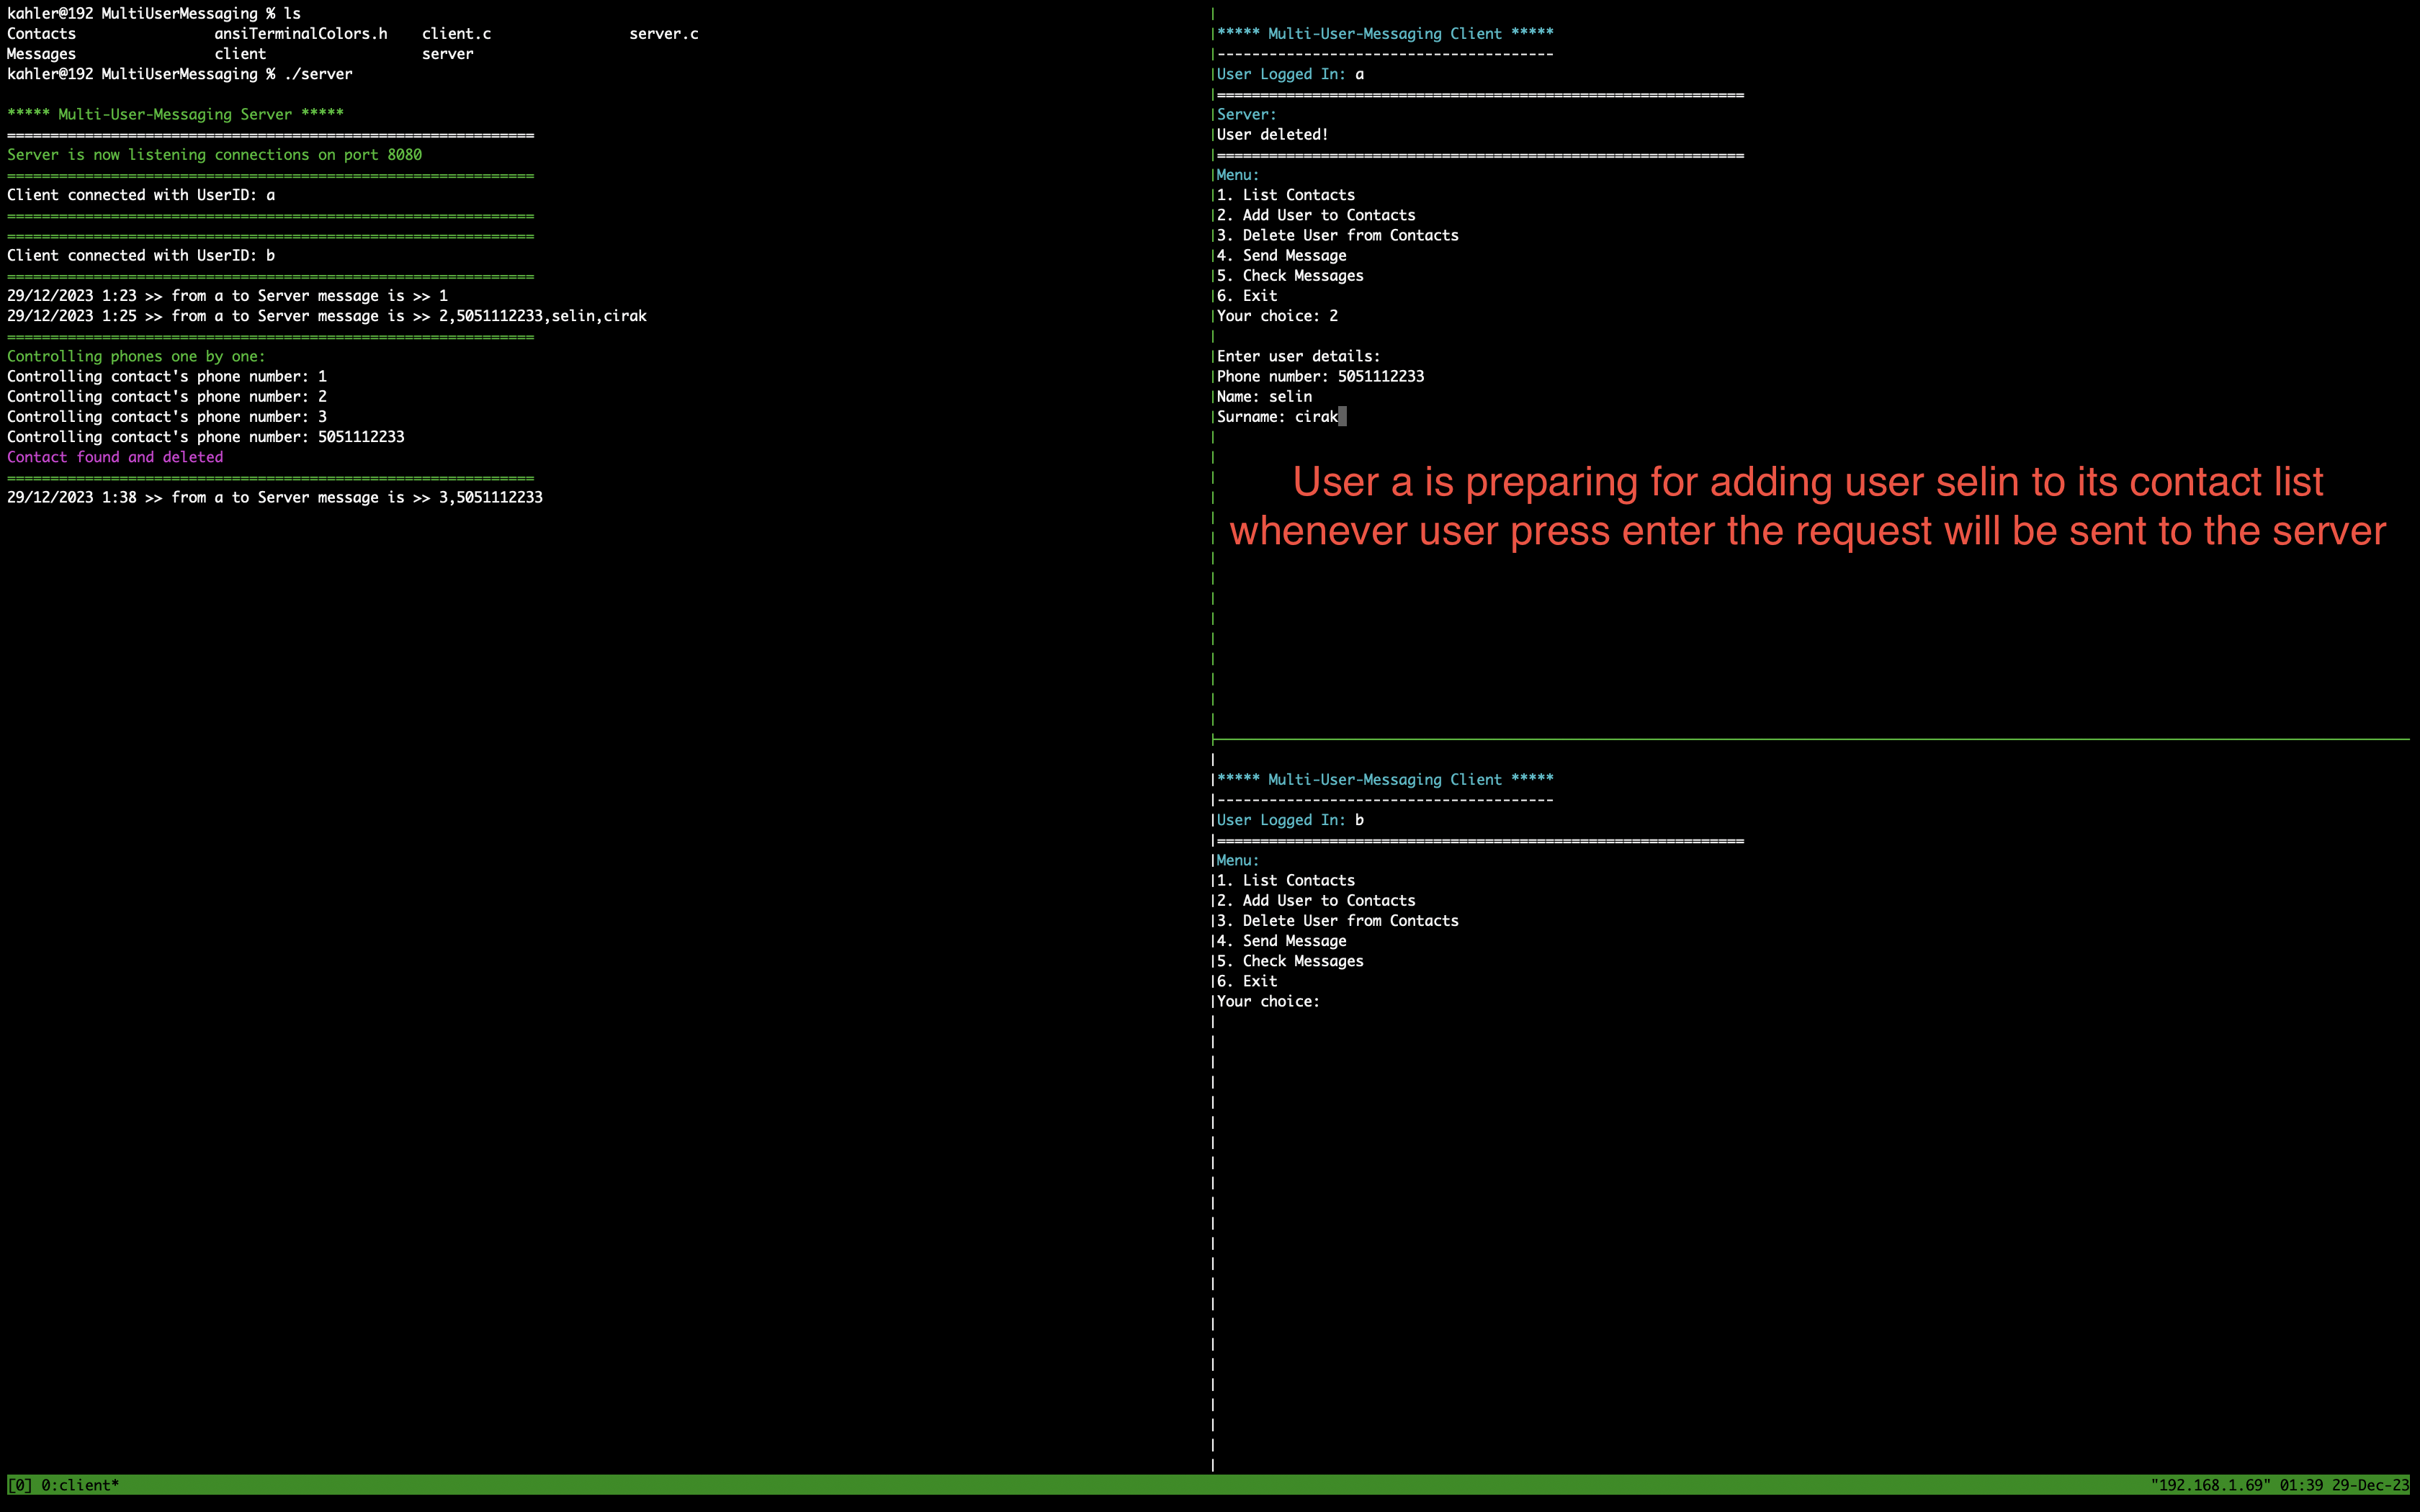 kahler@192 MultiUserMessaging % ls
Contacts ansiTerminalColors.h client.c server.c
Messages client server
kahler@192 MultiUserMessaging % ./server
***** Multi-User-Messaging Server *****
=============================================================
Server is now listening connections on port 8080
=============================================================
Client connected with UserID: a
=============================================================
=============================================================
Client connected with UserID: b
=============================================================
29/12/2023 1:23 >> from a to Server message is >> 1
29/12/2023 1:25 >> from a to Server message is >> 2,5051112233,selin,cirak
=============================================================
Controlling phones one by one:
Controlling contact's phone number: 1
Controlling contact's phone number: 2
Controlling contact's phone number: 3
Controlling contact's phone number: 5051112233
Contact found and deleted
=============================================================
29/12/2023 1:38 >> from a to Server message is >> 3,5051112233
***** Multi-User-Messaging Client *****
---------------------------------------
User Logged In: a
=============================================================
Server:
User deleted!
=============================================================
Menu:
1. List Contacts
2. Add User to Contacts
3. Delete User from Contacts
4. Send Message
5. Check Messages
6. Exit
Your choice: 2
Enter user details:
Phone number: 5051112233
Name: selin
Surname: cirak
User a is preparing for adding user selin to its contact list
whenever user press enter the request will be sent to the server
***** Multi-User-Messaging Client *****
---------------------------------------
User Logged In: b
=============================================================
Menu:
1. List Contacts
2. Add User to Contacts
3. Delete User from Contacts
4. Send Message
5. Check Messages
6. Exit
Your choice:
[0] 0:client* "192.168.1.69" 01:39 29-Dec-23